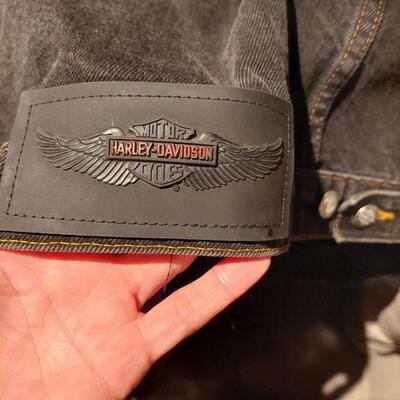 MOTOR
HARLEY-DAVIDSON
CYCLES
®